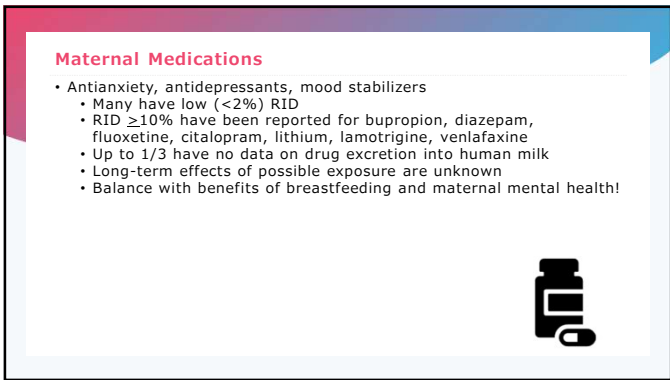 Maternal Medications
• Antianxiety, antidepressants, mood stabilizers
• Many have low (<2%) RID
• RID ≥10% have been reported for bupropion, diazepam,
fluoxetine, citalopram, lithium, lamotrigine, venlafaxine
• Up to 1/3 have no data on drug excretion into human milk
• Long-term effects of possible exposure are unknown
• Balance with benefits of breastfeeding and maternal mental health!